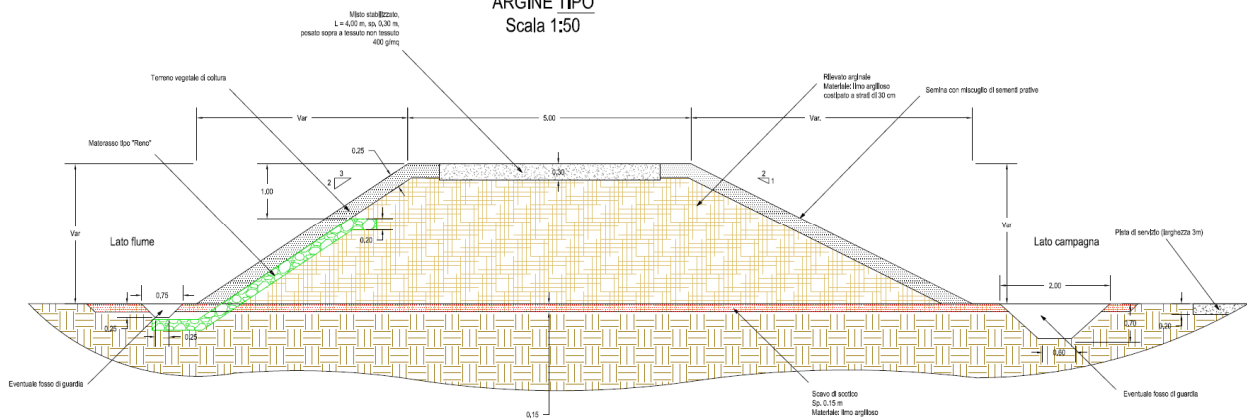 ARGINE TIPO
Scala 1:50
Misto stabilizzato,
L = 4,00 m, sp. 0,30 m,
posato sopra a tessuto non tessuto
400 g/mq
Terreno vegetale di coltura
Rilevato arginale
Materiale: limo argilloso
costipato a strati di 30 cm
Semina con miscuglio di sementi prative
Var
5.00
Var.
Materasso tipo "Reno"
0.25
3
2
1,00
0,30
2
1
Var
Lato fiume
0,20
Var
Lato campagna
Pista di servizio (larghezza 3m)
0,75
2,00
0,25
0,25
0,70
0,20
0,60
Eventuale fosso di guardia
Scavo di scotico
Sp. 0.15 m
Materiale: limo argilloso
0,15
Eventuale fosso di guardia